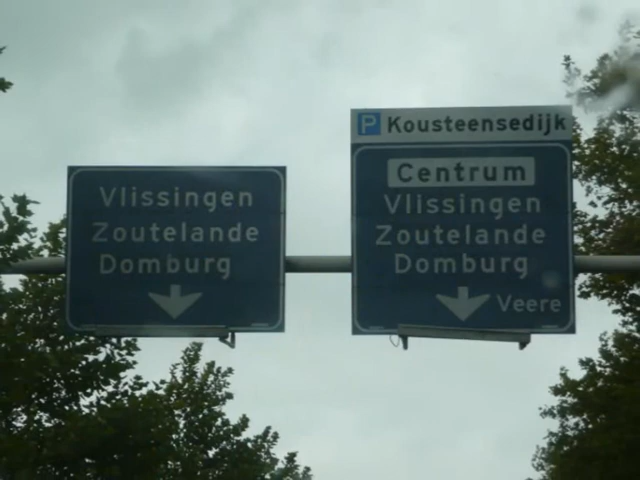 Vlissingen
Zoutelande
Domburg
P Kousteensedijk
Centrum
Vlissingen
Zoutelande
Domburg
Veere